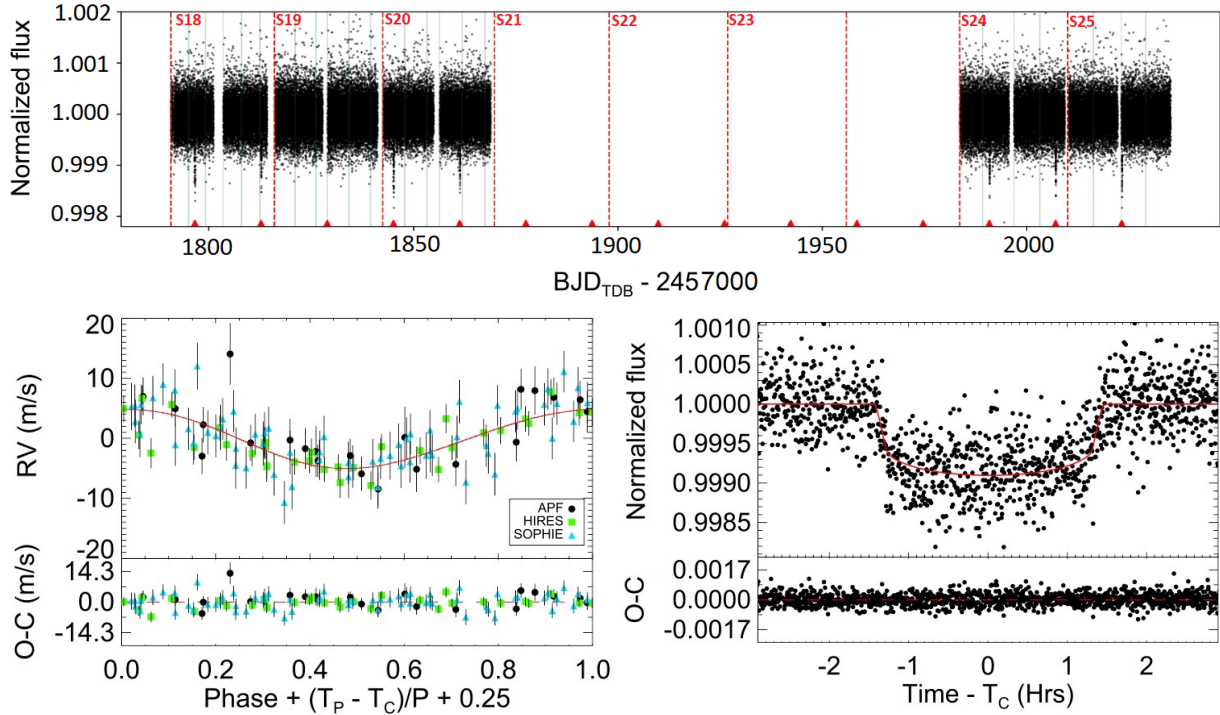 S18 S19 S20 S21 S22 S23 S24 S25
Normalized flux
1.002
1.001
1.000
0.999
0.998
1800 1850 1900 1950 2000
BJD_TDB - 2457000
RV (m/s)
20
10
0
-10
-20
APF
HIRES
SOPHIE
O-C (m/s)
14.3
0.0
-14.3
0.0 0.2 0.4 0.6 0.8 1.0
Phase + (T_P - T_C)/P + 0.25
Normalized flux
1.0010
1.0005
1.0000
0.9995
0.9990
0.9985
O-C
0.0017
0.0000
-0.0017
-2 -1 0 1 2
Time - T_C (Hrs)